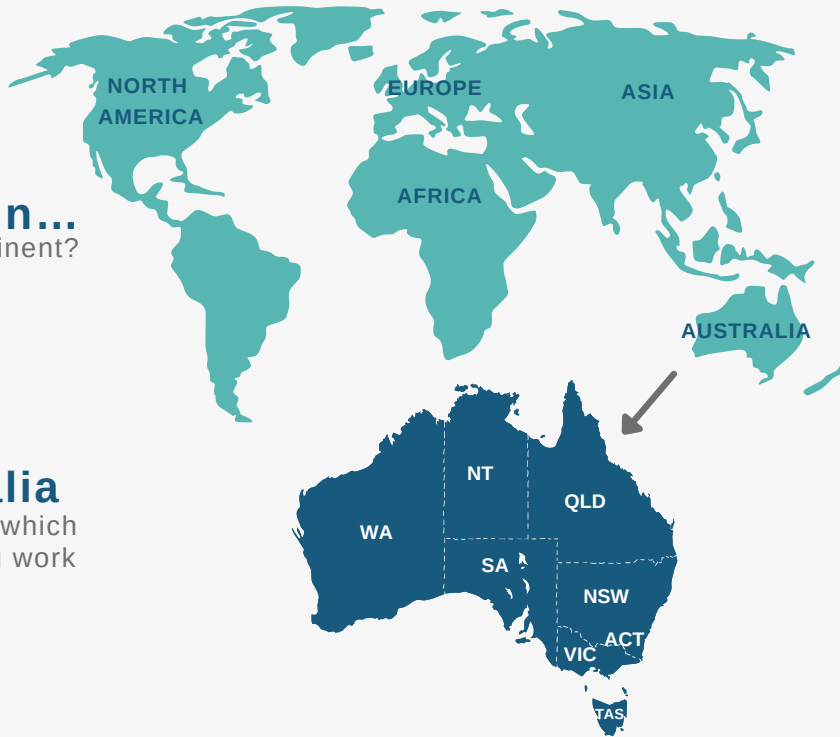 NORTH
AMERICA
EUROPE
ASIA
AFRICA
AUSTRALIA
n...
inent?
lia
which
work
NT
QLD
WA
SA
NSW
ACT
VIC
TAS